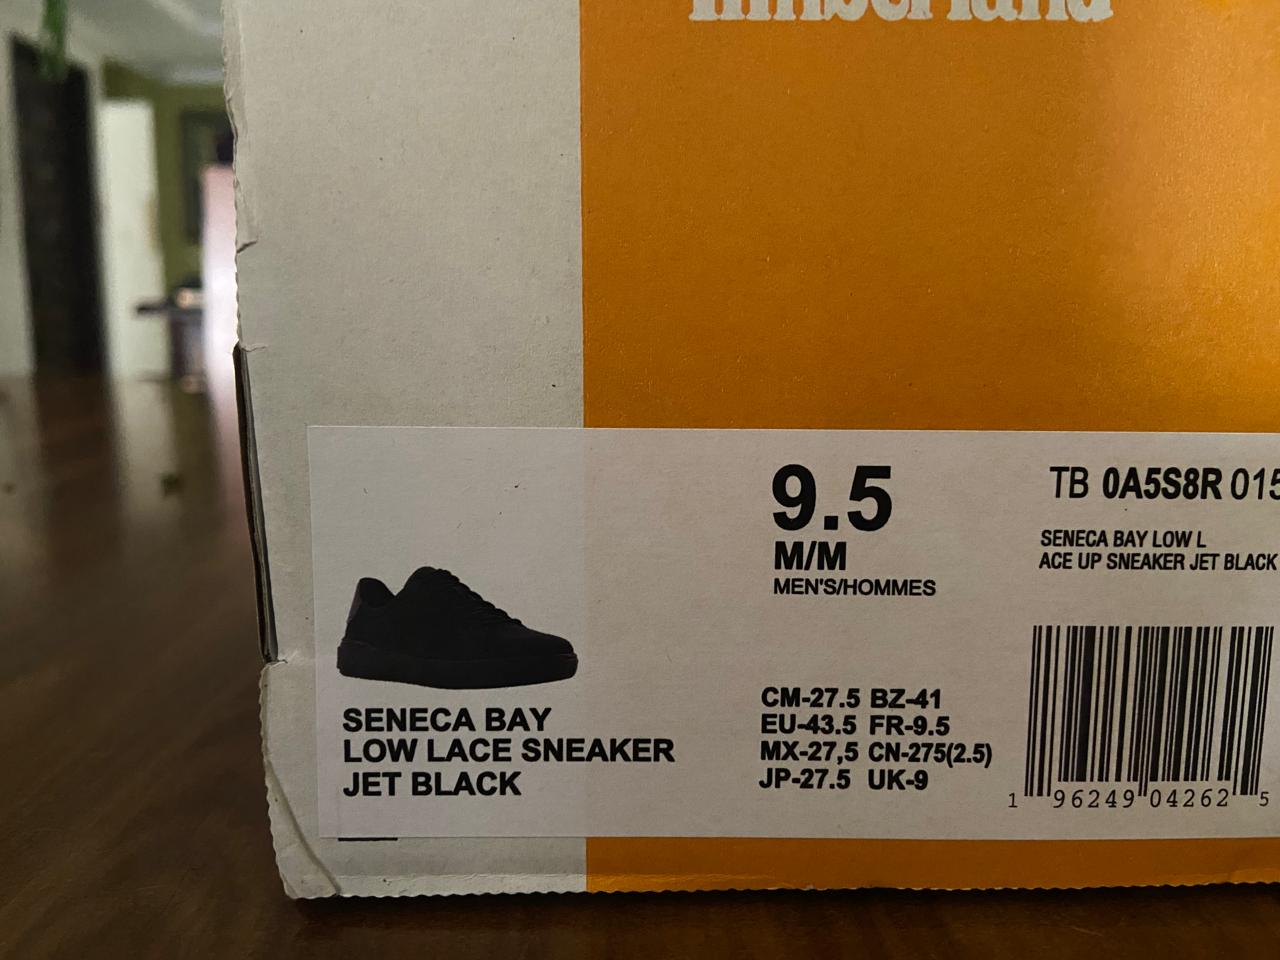 Timberland
9.5
M/M
MEN'S/HOMMES
TB 0A5S8R 015
SENECA BAY LOW L
ACE UP SNEAKER JET BLACK
SENECA BAY
LOW LACE SNEAKER
JET BLACK
CM-27.5 BZ-41
EU-43.5 FR-9.5
MX-27,5 CN-275(2.5)
JP-27.5 UK-9
1 96249 04262 5